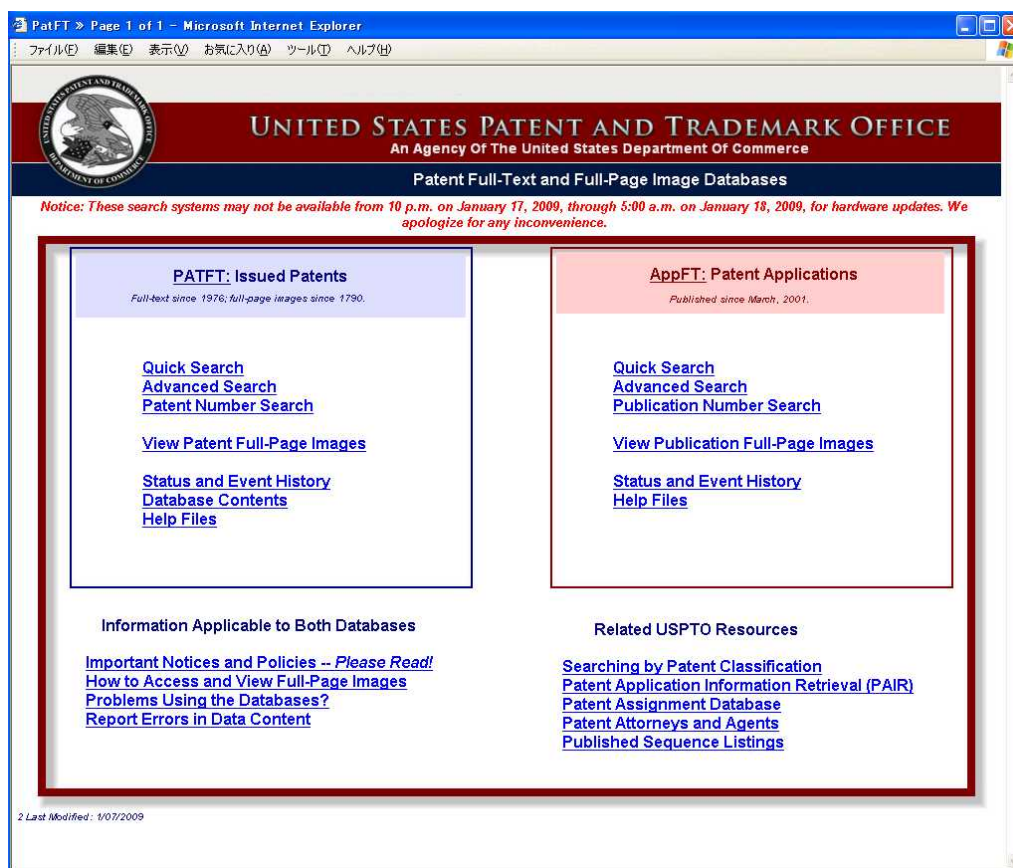 PatFT » Page 1 of 1 - Microsoft Internet Explorer
ファイル(F) 編集(E) 表示(V) お気に入り(A) ツール(T) ヘルプ(H)
UNITED STATES PATENT AND TRADEMARK OFFICE
DEPARTMENT OF COMMERCE
UNITED STATES PATENT AND TRADEMARK OFFICE
An Agency Of The United States Department Of Commerce
Patent Full-Text and Full-Page Image Databases
Notice: These search systems may not be available from 10 p.m. on January 17, 2009, through 5:00 a.m. on January 18, 2009, for hardware updates. We
apologize for any inconvenience.
PATFT: Issued Patents
Full-text since 1976; full-page images since 1790.
Quick Search
Advanced Search
Patent Number Search
View Patent Full-Page Images
Status and Event History
Database Contents
Help Files
AppFT: Patent Applications
Published since March, 2001.
Quick Search
Advanced Search
Publication Number Search
View Publication Full-Page Images
Status and Event History
Help Files
Information Applicable to Both Databases
Important Notices and Policies -- Please Read!
How to Access and View Full-Page Images
Problems Using the Databases?
Report Errors in Data Content
Related USPTO Resources
Searching by Patent Classification
Patent Application Information Retrieval (PAIR)
Patent Assignment Database
Patent Attorneys and Agents
Published Sequence Listings
2 Last Modified: 1/07/2009